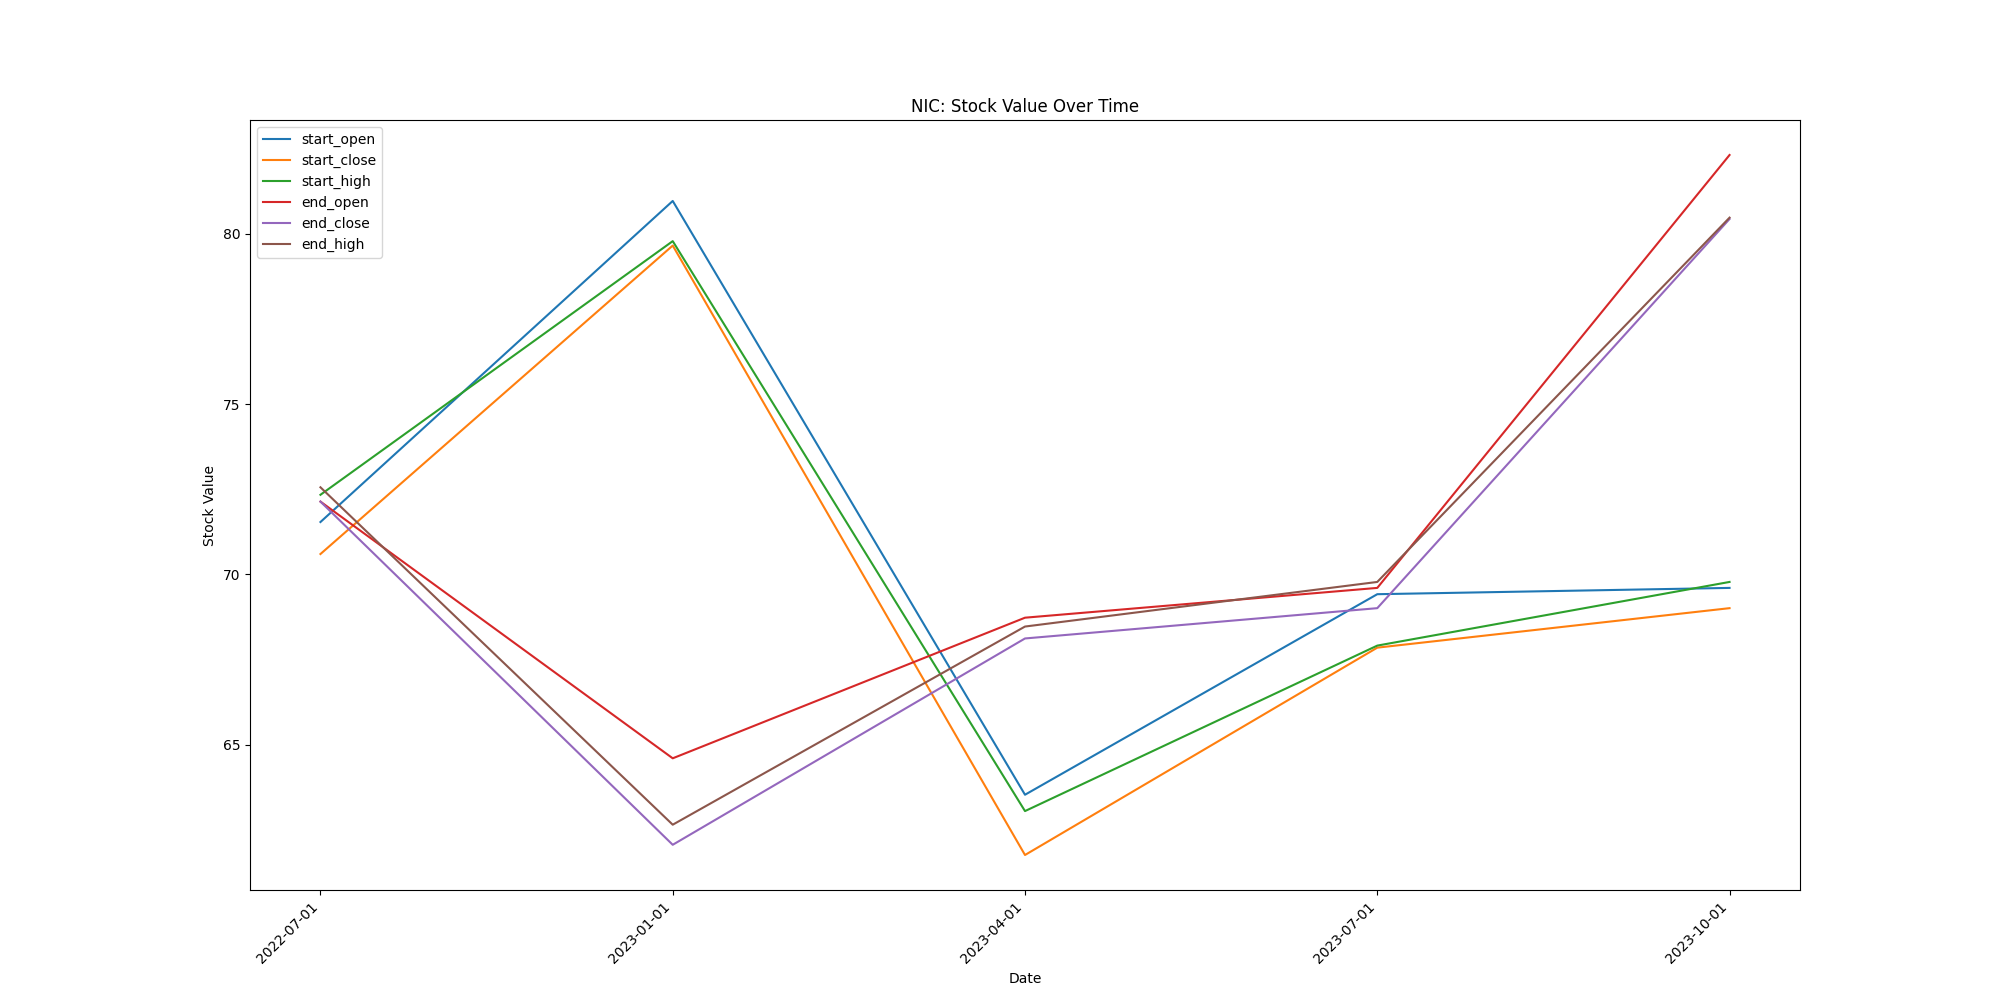 NIC: Stock Value Over Time
start_open
start_close
start_high
end_open
end_close
end_high
Stock Value
80
75
70
65
2022-07-01
2023-01-01
2023-04-01
2023-07-01
2023-10-01
Date